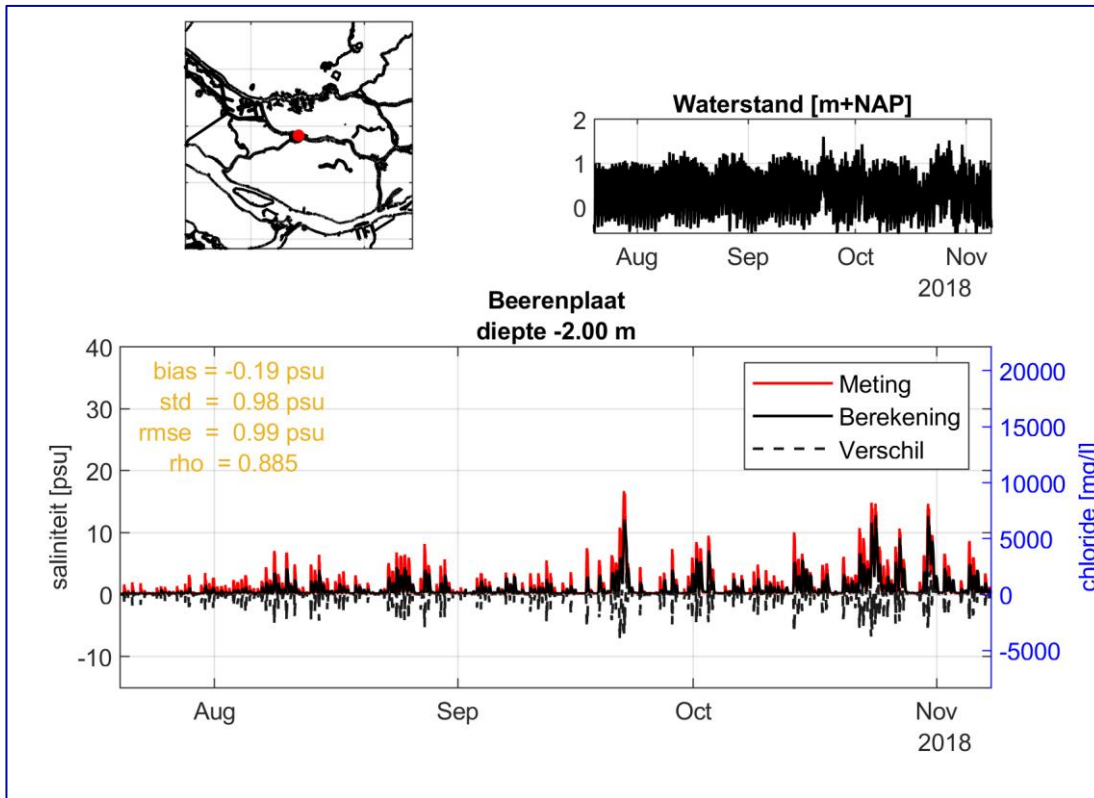 Waterstand [m+NAP]
2
1
0
Aug Sep Oct Nov
2018
Beerenplaat
diepte -2.00 m
40
30
20
10
0
-10
saliniteit [psu]
bias = -0.19 psu
std = 0.98 psu
rmse = 0.99 psu
rho = 0.885
Meting
Berekening
Verschil
20000
15000
10000
5000
0
-5000
chloride [mg/l]
Aug Sep Oct Nov
2018